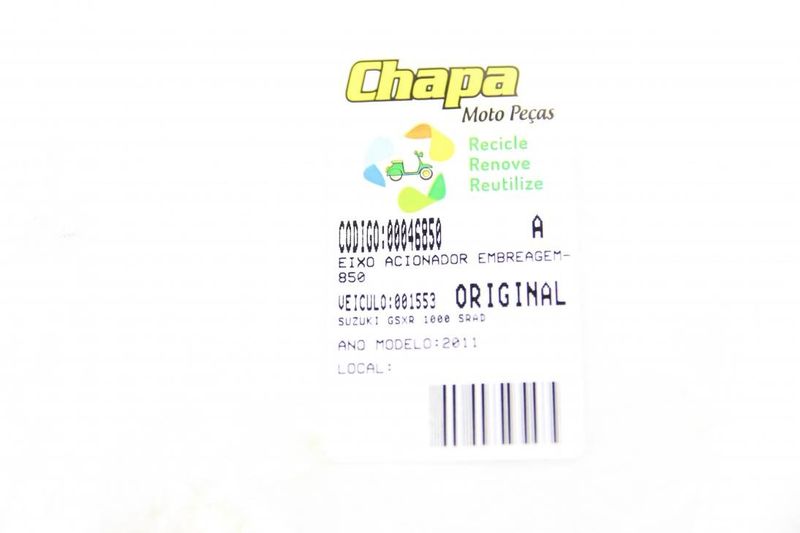 Chapa
Moto Peças
Recicle
Renove
Reutilize
CODIGO:00046850 A
EIXO ACIONADOR EMBREAGEM-
850
VEICULO:001553 ORIGINAL
SUZUKI GSXR 1000 SRAD
ANO MODELO:2011
LOCAL: